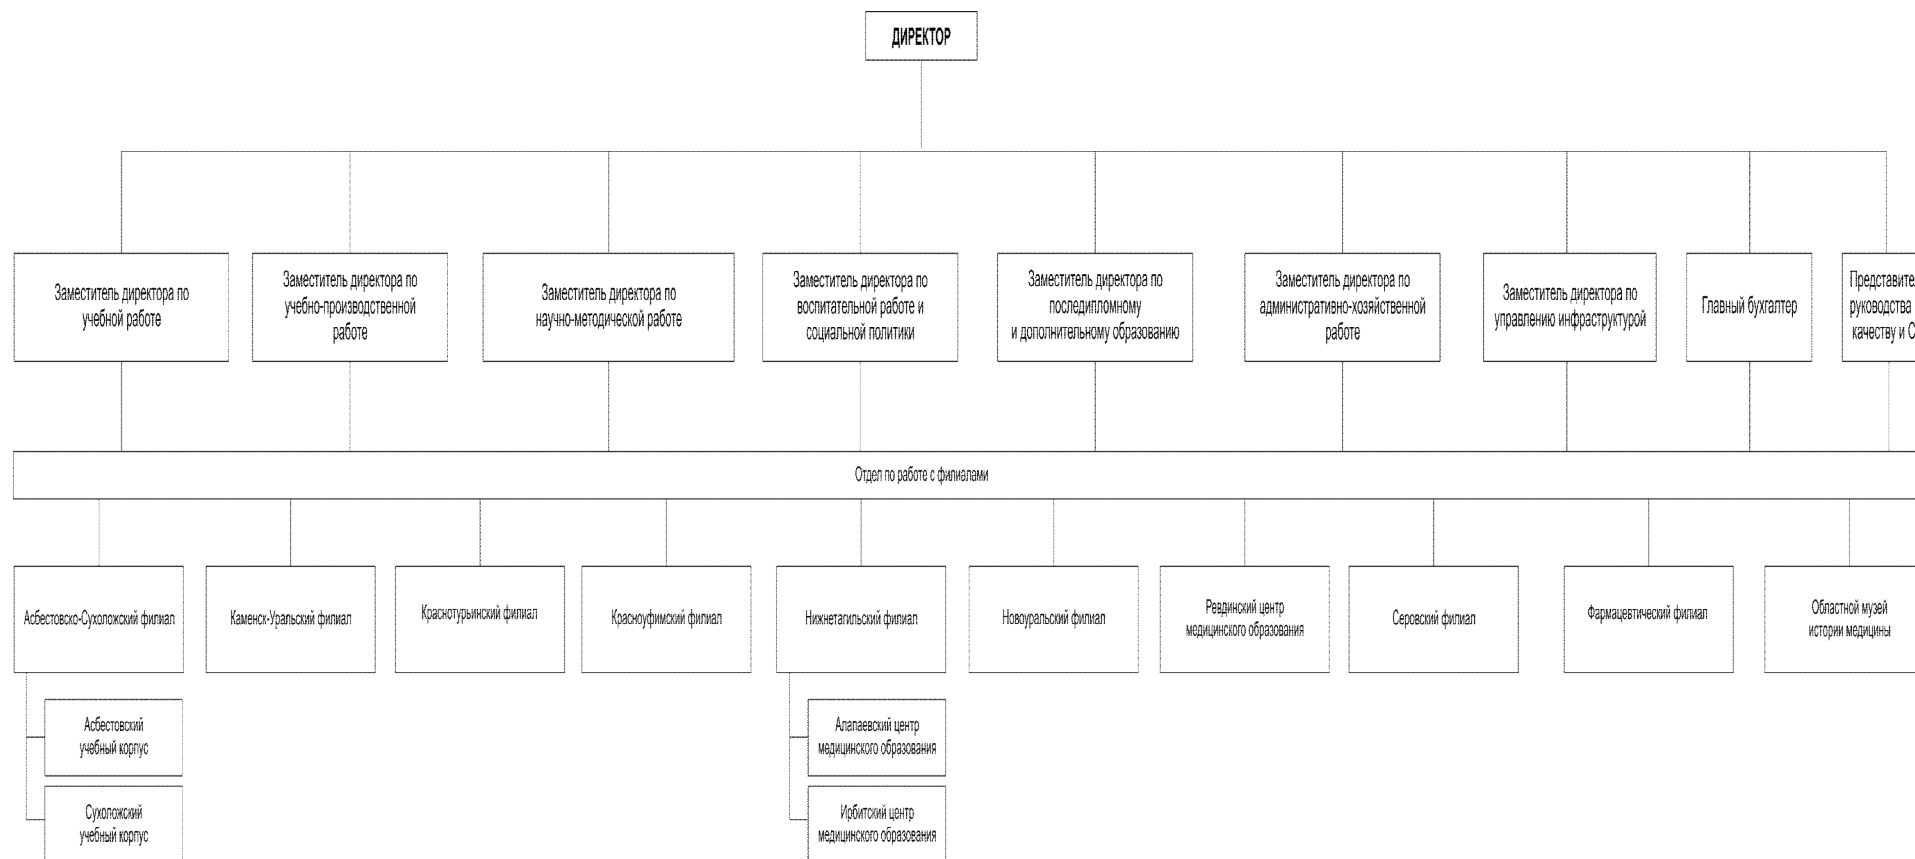 ДИРЕКТОР
Заместитель директора по
учебной работе
Заместитель директора по
учебно-производственной
работе
Заместитель директора по
научно-методической работе
Заместитель директора по
воспитательной работе и
социальной политики
Заместитель директора по
последипломному
и дополнительному образованию
Заместитель директора по
административно-хозяйственной
работе
Заместитель директора по
управлению инфраструктурой
Главный бухгалтер
руководства
качеству и
Отдел по работе с филиалами
Асбестовско-Сухоложский филиал
Каменск-Уральский филиал
Краснотурьинский филиал
Красноуфимский филиал
Нижнетагильский филиал
Новоуральский филиал
Ревдинский центр
медицинского образования
Серовский филиал
Фармацевтический филиал
Областной музей
истории медицины
Асбестовский
учебный корпус
Сухоложский
учебный корпус
Алапаевский центр
медицинского образования
Ирбитский центр
медицинского образования